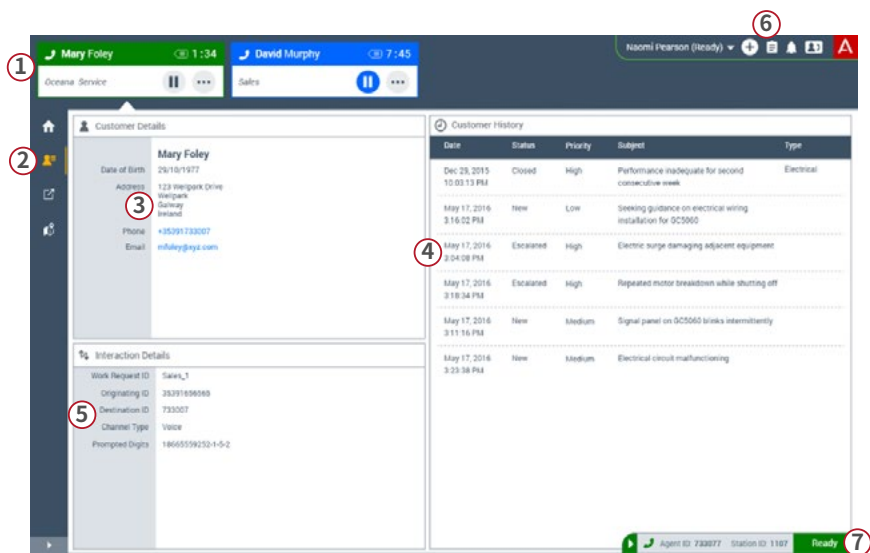 6
Naomi Pearson (Ready)
1
Mary Foley 1:34
David Murphy 7:45
Oceana Service
Sales
2
Customer Details
Mary Foley
Date of Birth 29/10/1977
Address 123 Wellpark Drive
Wellpark
3
Galway
Ireland
Phone +35391733007
Email mfoley@xyz.com
Customer History
Date Status Priority Subject Type
Dec 29, 2015 Closed High Performance inadequate for second Electrical
10:03:13 PM consecutive week
May 17, 2016 New Low Seeking guidance on electrical wiring
3:16:02 PM installation for GC5060
4
May 17, 2016 Escalated High Electric surge damaging adjacent equipment
3:04:08 PM
May 17, 2016 Escalated High Repeated motor breakdown while shutting off
3:18:34 PM
May 17, 2016 New Medium Signal panel on GC5060 blinks intermittently
3:11:16 PM
May 17, 2016 New Medium Electrical circuit malfunctioning
3:23:38 PM
Interaction Details
Work Request ID Sales_1
Originating ID 35391656565
5
Destination ID 733007
Channel Type Voice
Prompted Digits 18665559252-1-5-2
Agent ID 733077 Station ID 1187 Ready
7